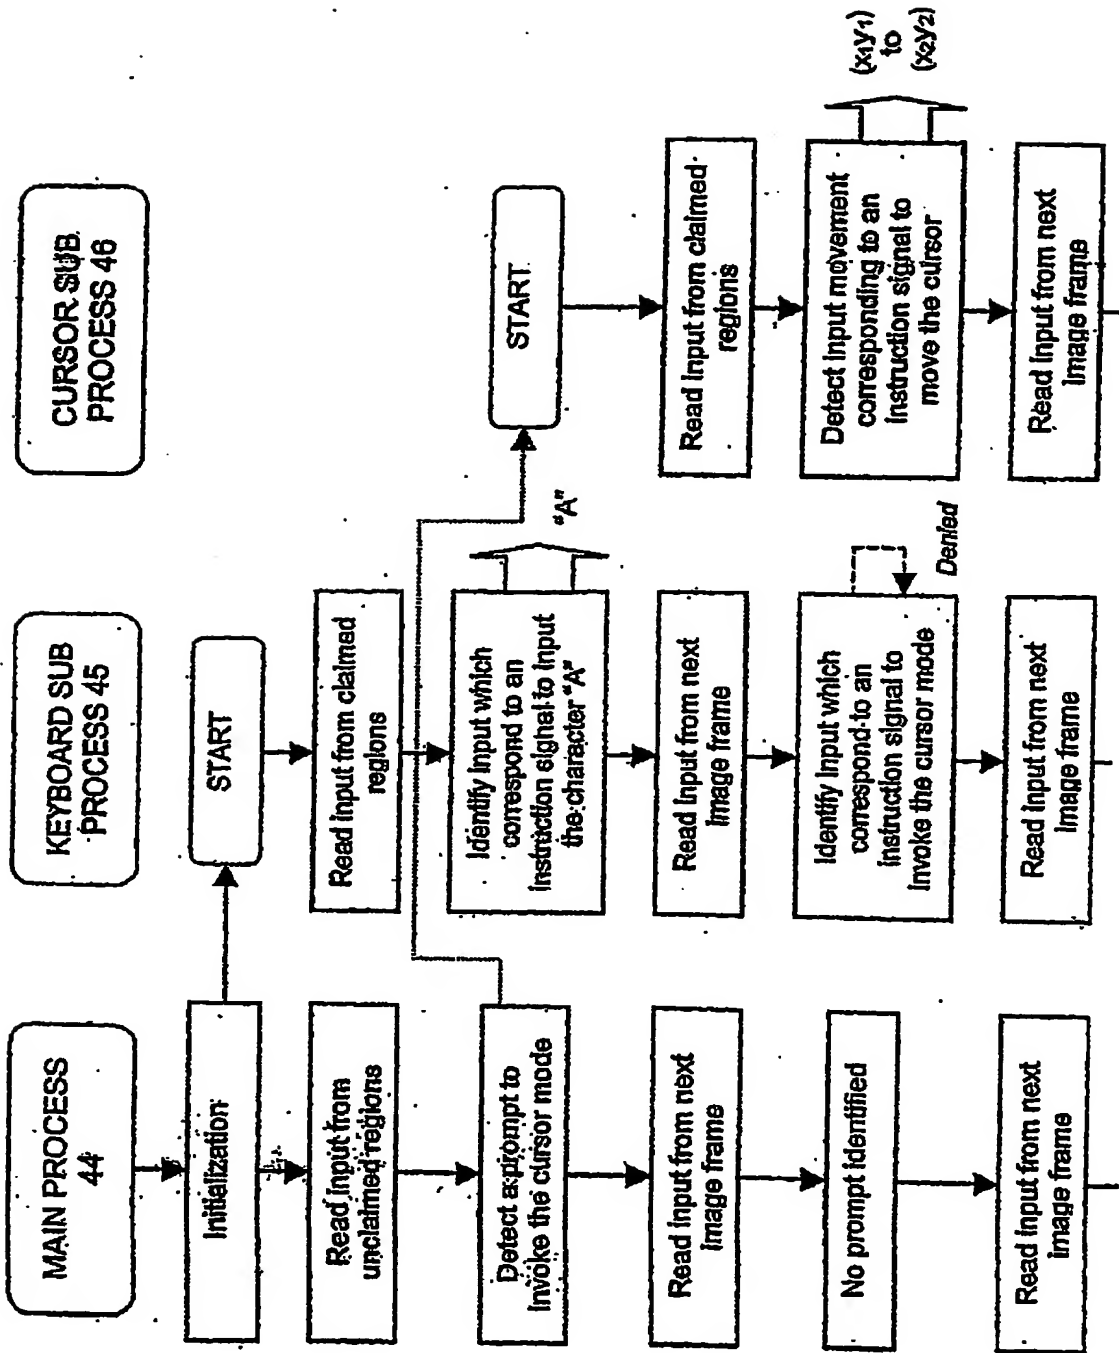 MAIN PROCESS
44
Initialization
Read Input from
unclaimed regions
Detect a prompt to
Invoke the cursor mode
Read Input from next
Image frame
No prompt identified
Read Input from next
Image frame
KEYBOARD SUB
PROCESS 45
START
Read Input from claimed
regions
Identify Input which
correspond to an
Instruction signal to Input
the character "A"
"A"
Read Input from next
Image frame
Identify Input which
correspond to an
Instruction signal to
Invoke the cursor mode
Denied
Read Input from next
Image frame
CURSOR SUB
PROCESS 46
START
Read Input from claimed
regions
Detect Input movement
corresponding to an
Instruction signal to
move the cursor
(x1y1)
to
(x2y2)
Read Input from next
Image frame